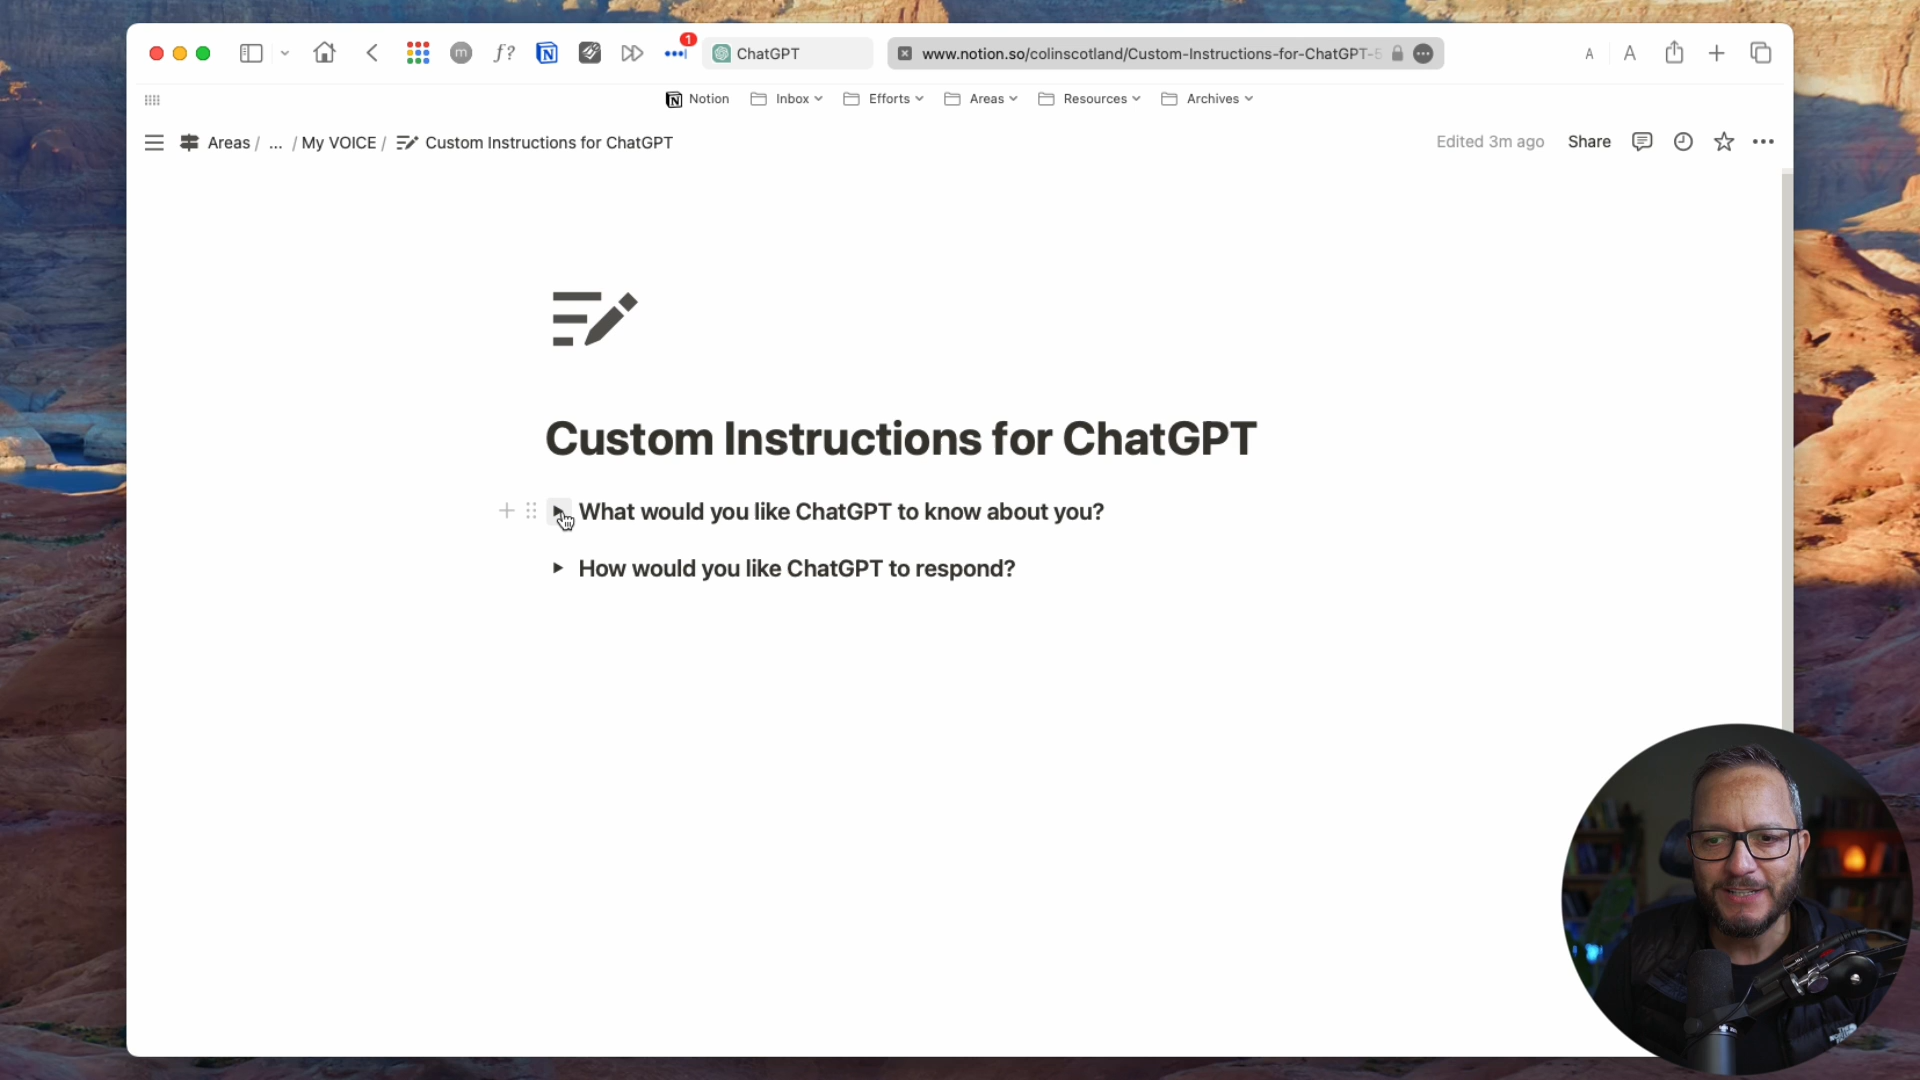 m
ƒ?
1
ChatGPT
www.notion.so/colinscotland/Custom-Instructions-for-ChatGPT-5
A
A
Notion
Inbox
Efforts
Areas
Resources
Archives
Areas / ... / My VOICE / Custom Instructions for ChatGPT
Edited 3m ago
Share
Custom Instructions for ChatGPT
What would you like ChatGPT to know about you?
How would you like ChatGPT to respond?